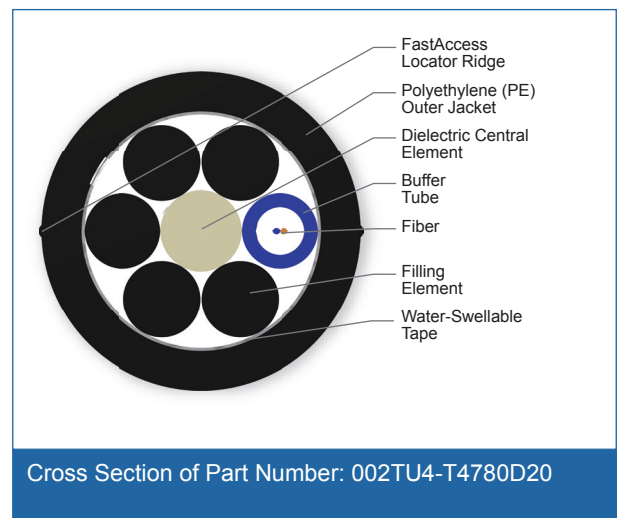 FastAccess
Locator Ridge
Polyethylene (PE)
Outer Jacket
Dielectric Central
Element
Buffer
Tube
Fiber
Filling
Element
Water-Swellable
Tape
Cross Section of Part Number: 002TU4-T4780D20